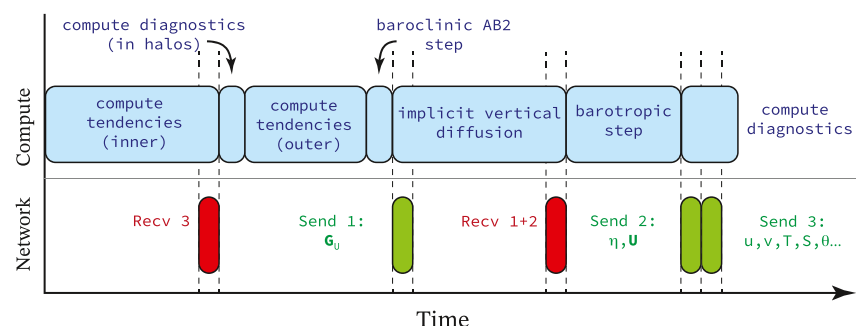 compute diagnostics
(in halos)
baroclinic AB2
step
Compute
compute
tendencies
(inner)
compute
tendencies
(outer)
implicit vertical
diffusion
barotropic
step
compute
diagnostics
Network
Recv 3
Send 1:
G_U
Recv 1+2
Send 2:
η,U
Send 3:
u,v,T,S,θ…
Time